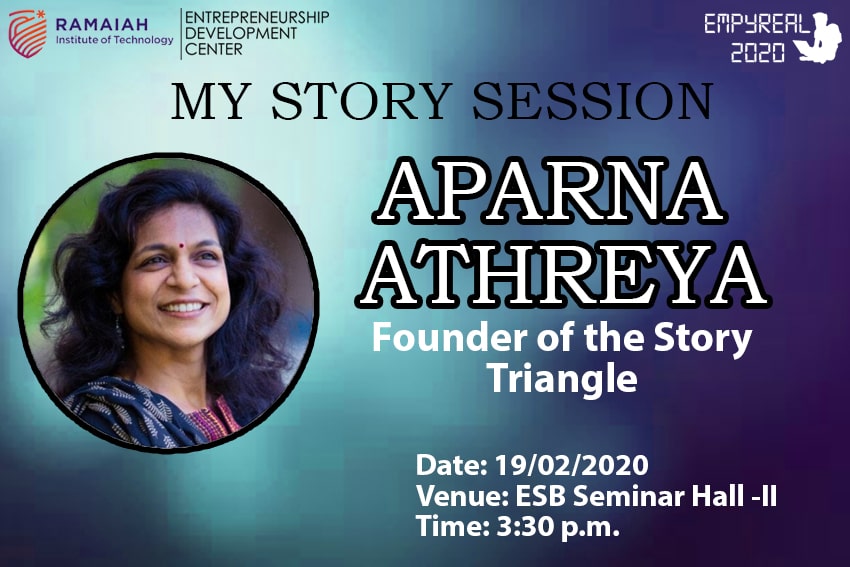 RAMAIAH
Institute of Technology
ENTREPRENEURSHIP
DEVELOPMENT
CENTER
EMPYREAL
2020
MY STORY SESSION
APARNA
ATHREYA
Founder of the Story
Triangle
Date: 19/02/2020
Venue: ESB Seminar Hall -II
Time: 3:30 p.m.